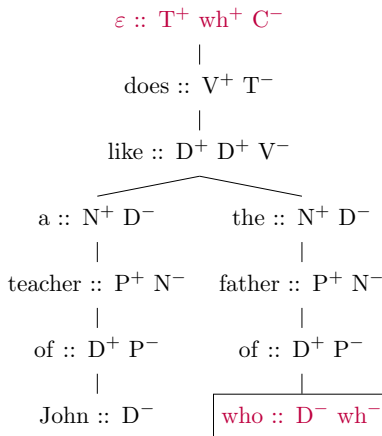 ε :: T⁺ wh⁺ C⁻
does :: V⁺ T⁻
like :: D⁺ D⁺ V⁻
a :: N⁺ D⁻ the :: N⁺ D⁻
teacher :: P⁺ N⁻ father :: P⁺ N⁻
of :: D⁺ P⁻ of :: D⁺ P⁻
John :: D⁻ who :: D⁻ wh⁻